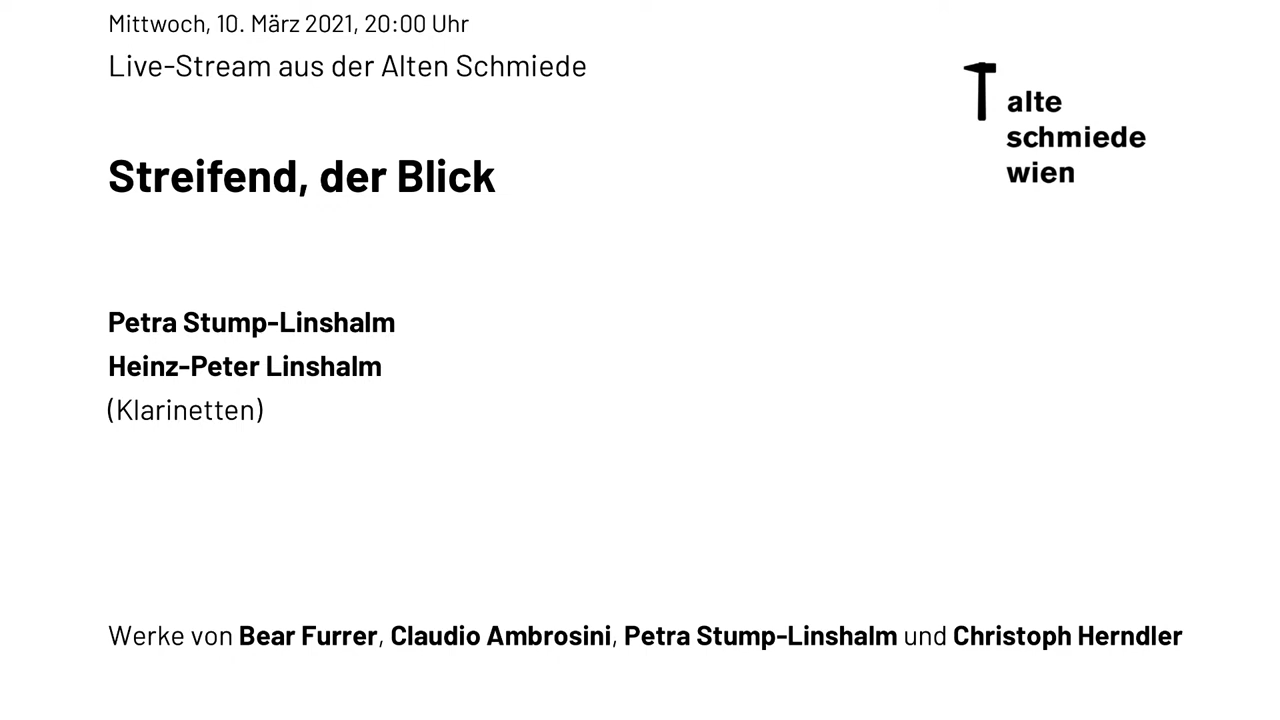 Mittwoch, 10. März 2021, 20:00 Uhr
Live-Stream aus der Alten Schmiede
alte
schmiede
wien
Streifend, der Blick
Petra Stump-Linshalm
Heinz-Peter Linshalm
(Klarinetten)
Werke von Bear Furrer, Claudio Ambrosini, Petra Stump-Linshalm und Christoph Herndler